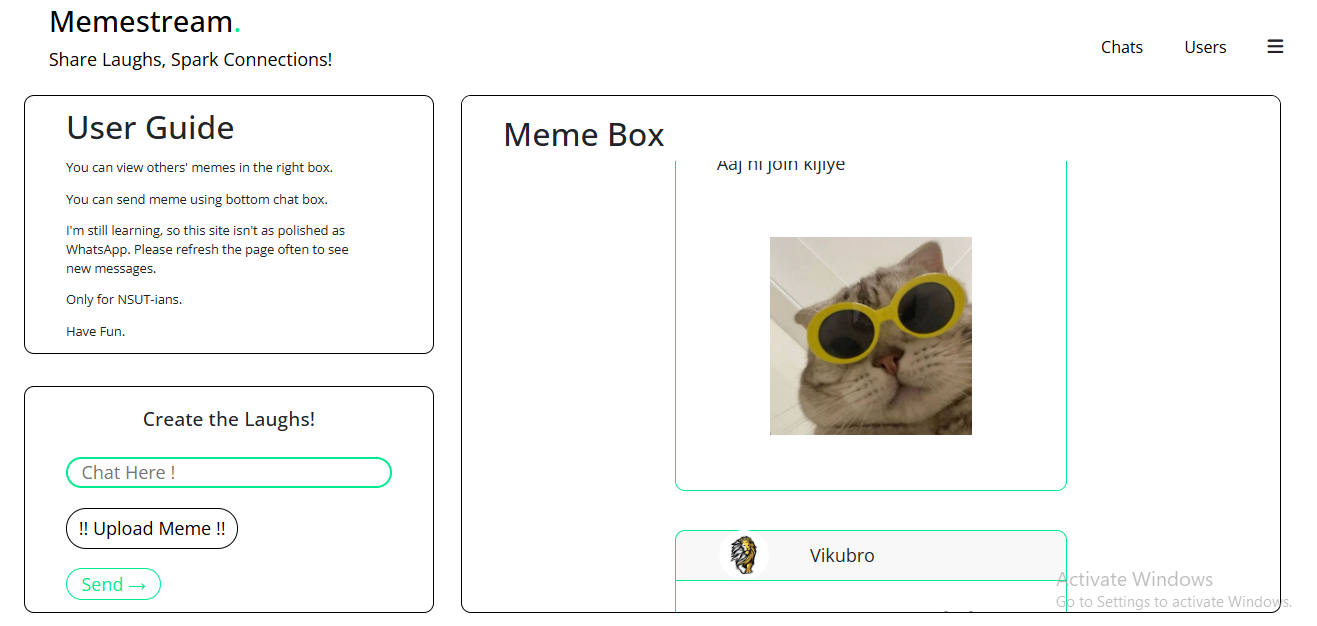 Memestream.
Share Laughs, Spark Connections!
Chats
Users
User Guide
You can view others' memes in the right box.
You can send meme using bottom chat box.
I'm still learning, so this site isn't as polished as
WhatsApp. Please refresh the page often to see
new messages.
Only for NSUT-ians.
Have Fun.
Create the Laughs!
Chat Here !
!! Upload Meme !!
Send →
Meme Box
Aaj hi join kijiye
Vikubro
Activate Windows
Go to Settings to activate Windows.